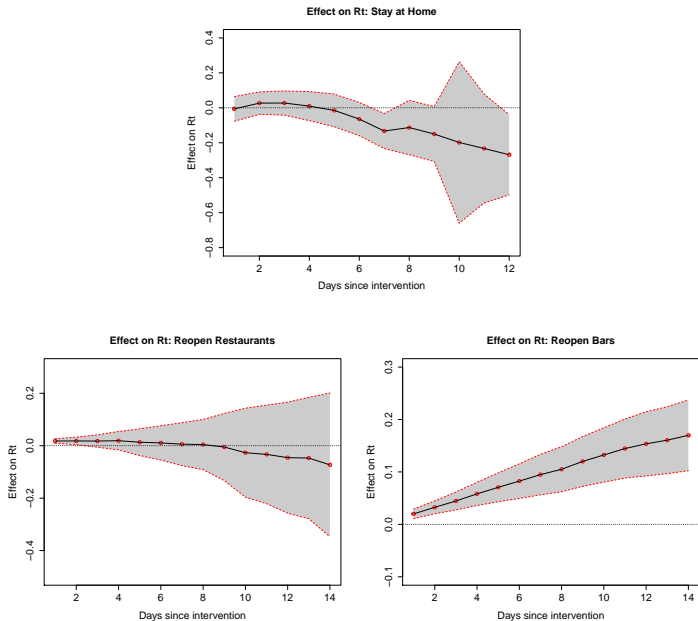 Effect on Rt: Stay at Home
0.4
0.2
0.0
−0.2
−0.4
−0.6
−0.8
Effect on Rt
2 4 6 8 10 12
Days since intervention
Effect on Rt: Reopen Restaurants
0.2
0.0
−0.2
−0.4
Effect on Rt
2 4 6 8 10 12 14
Days since intervention
Effect on Rt: Reopen Bars
0.3
0.2
0.1
0.0
−0.1
Effect on Rt
2 4 6 8 10 12 14
Days since intervention